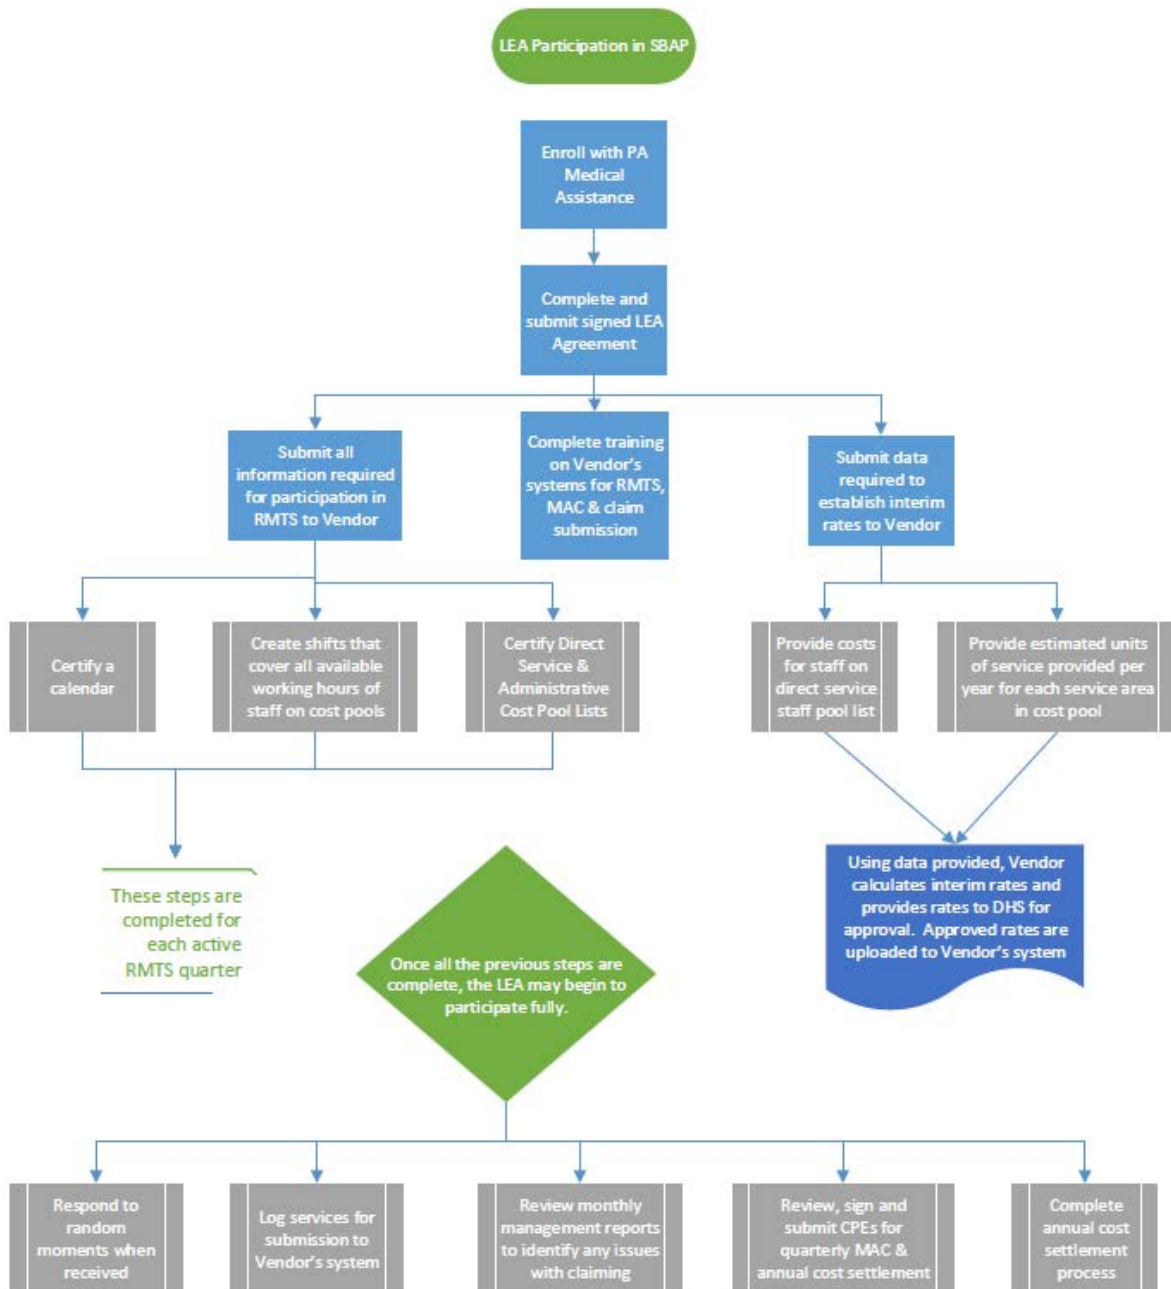 LEA Participation in SBAP
Enroll with PA
Medical
Assistance
Complete and
submit signed LEA
Agreement
Submit all
information required
for participation in
RMTS to Vendor
Complete training
on Vendor's
systems for RMTS,
MAC & claim
submission
Submit data
required to
establish interim
rates to Vendor
Certify a
calendar
Create shifts that
cover all available
working hours of
staff on cost pools
Certify Direct
Service &
Administrative
Cost Pool Lists
Provide costs
for staff on
direct service
staff pool list
Provide estimated units
of service provided per
year for each service area
in cost pool
These steps are
completed for
each active
RMTS quarter
Using data provided, Vendor
calculates interim rates and
provides rates to DHS for
approval. Approved rates are
uploaded to Vendor's system
Once all the previous steps are
complete, the LEA may begin to
participate fully.
Respond to
random
moments when
received
Log services for
submission to
Vendor's system
Review monthly
management reports
to identify any issues
with claiming
Review, sign and
submit CPEs for
quarterly MAC &
annual cost settlement
Complete
annual cost
settlement
process